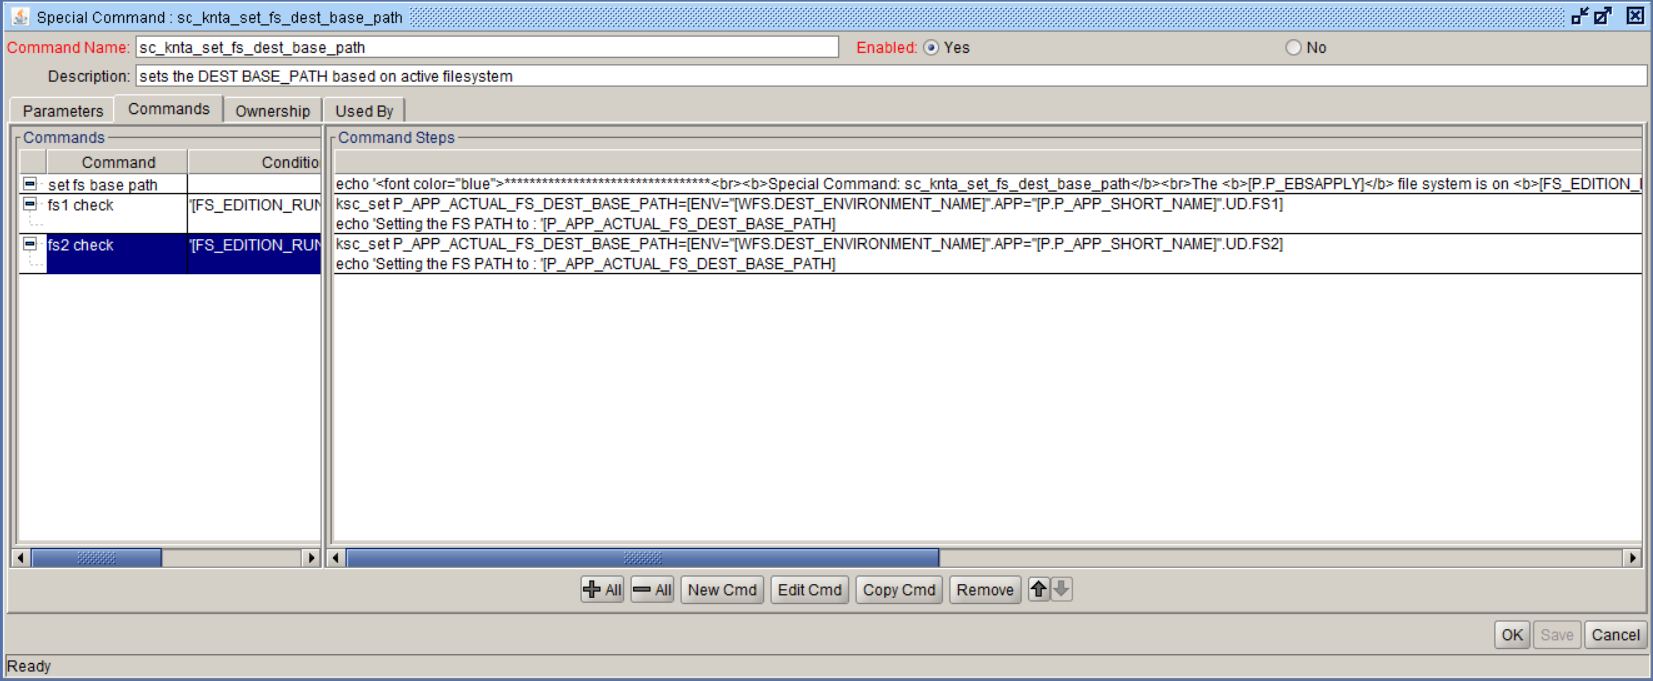 Special Command : sc_knta_set_fs_dest_base_path
Command Name: sc_knta_set_fs_dest_base_path Enabled: Yes No
Description: sets the DEST BASE_PATH based on active filesystem
Parameters Commands Ownership Used By
Commands
Command Steps
Command Conditio
set fs base path
echo '<font color="blue">*********************************<br><b>Special Command: sc_knta_set_fs_dest_base_path</b><br>The <b>[P.P_EBSAPPLY]</b> file system is on <b>[FS_EDITION_
fs1 check '[FS_EDITION_RUN
ksc_set P_APP_ACTUAL_FS_DEST_BASE_PATH=[ENV="[WFS.DEST_ENVIRONMENT_NAME]".APP="[P.P_APP_SHORT_NAME]".UD.FS1]
echo 'Setting the FS PATH to : '[P_APP_ACTUAL_FS_DEST_BASE_PATH]
fs2 check '[FS_EDITION_RUN
ksc_set P_APP_ACTUAL_FS_DEST_BASE_PATH=[ENV="[WFS.DEST_ENVIRONMENT_NAME]".APP="[P.P_APP_SHORT_NAME]".UD.FS2]
echo 'Setting the FS PATH to : '[P_APP_ACTUAL_FS_DEST_BASE_PATH]
All All New Cmd Edit Cmd Copy Cmd Remove
OK Save Cancel
Ready